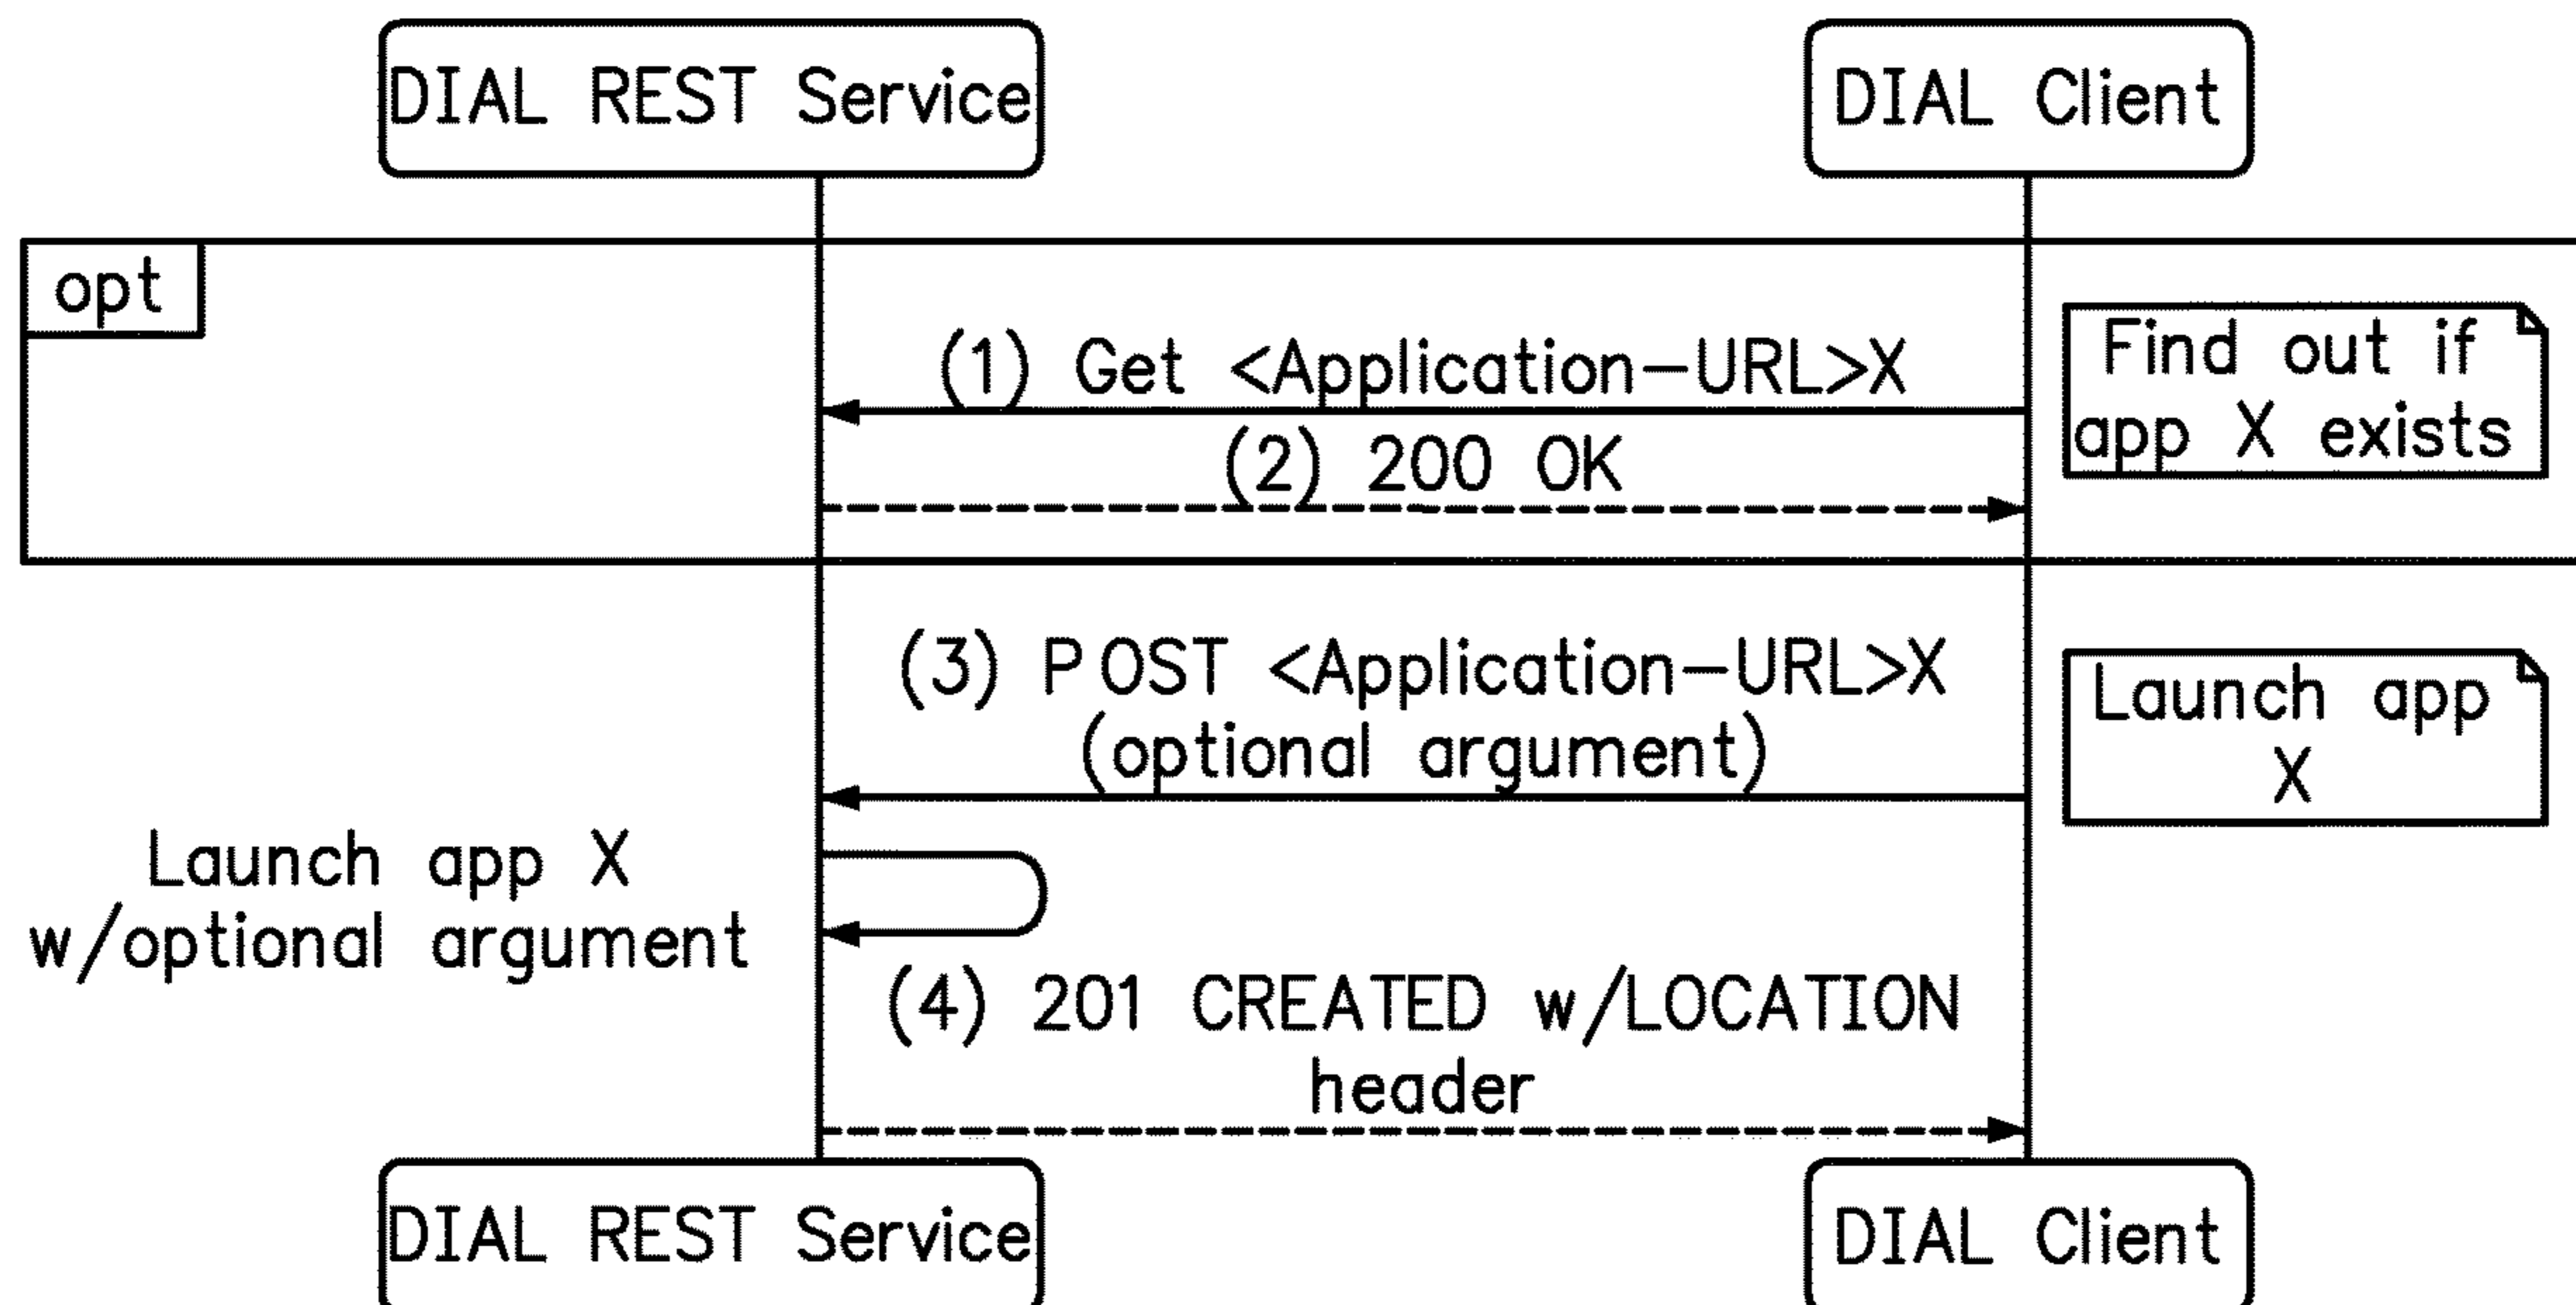 DIAL REST Service
DIAL Client
opt
(1) Get <Application-URL>X
Find out if
app X exists
(2) 200 OK
(3) POST <Application-URL>X
(optional argument)
Launch app
X
Launch app X
w/optional argument
(4) 201 CREATED w/LOCATION
header
DIAL REST Service
DIAL Client